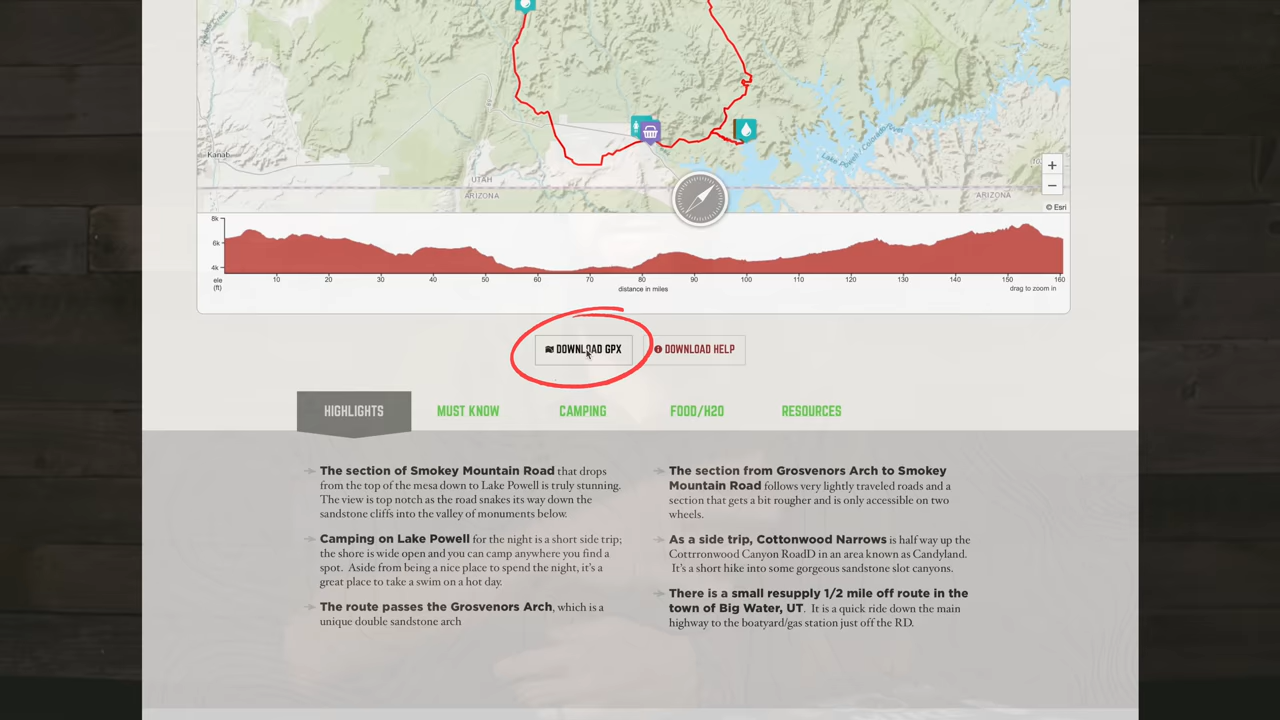 Kanab
UTAH
ARIZONA
Lake Powell / Colorado River
ARIZONA
+
−
© Esri
8k
6k
4k
ele
(ft)
10 20 30 40 50 60 70 80 90 100 110 120 130 140 150 160
distance in miles
drag to zoom in
DOWNLOAD GPX
DOWNLOAD HELP
HIGHLIGHTS MUST KNOW CAMPING FOOD/H2O RESOURCES
The section of Smokey Mountain Road that drops
from the top of the mesa down to Lake Powell is truly stunning.
The view is top notch as the road snakes its way down the
sandstone cliffs into the valley of monuments below.
Camping on Lake Powell for the night is a short side trip;
the shore is wide open and you can camp anywhere you find a
spot. Aside from being a nice place to spend the night, it's a
great place to take a swim on a hot day.
The route passes the Grosvenors Arch, which is a
unique double sandstone arch
The section from Grosvenors Arch to Smokey
Mountain Road follows very lightly traveled roads and a
section that gets a bit rougher and is only accessible on two
wheels.
As a side trip, Cottonwood Narrows is half way up the
Cottrronwood Canyon RoadD in an area known as Candyland.
It's a short hike into some gorgeous sandstone slot canyons.
There is a small resupply 1/2 mile off route in the
town of Big Water, UT. It is a quick ride down the main
highway to the boatyard/gas station just off the RD.